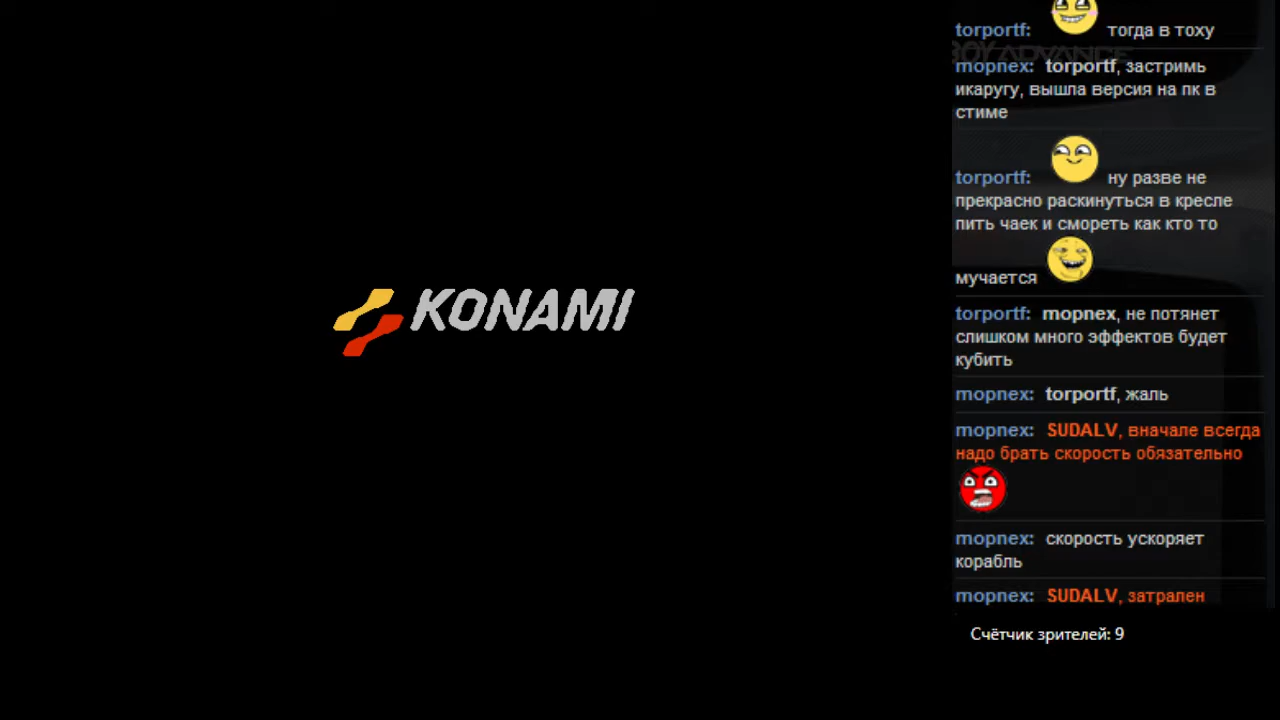 torportf: тогда в тоху
BOY ADVANCE
mopnex: torportf, застримь
икаругу, вышла версия на пк в
стиме
torportf: ну разве не
прекрасно раскинуться в кресле
пить чаек и смореть как кто то
мучается
KONAMI
torportf: mopnex, не потянет
слишком много эффектов будет
кубить
mopnex: torportf, жаль
mopnex: SUDALV, вначале всегда
надо брать скорость обязательно
mopnex: скорость ускоряет
корабль
mopnex: SUDALV, затрален
Счётчик зрителей: 9